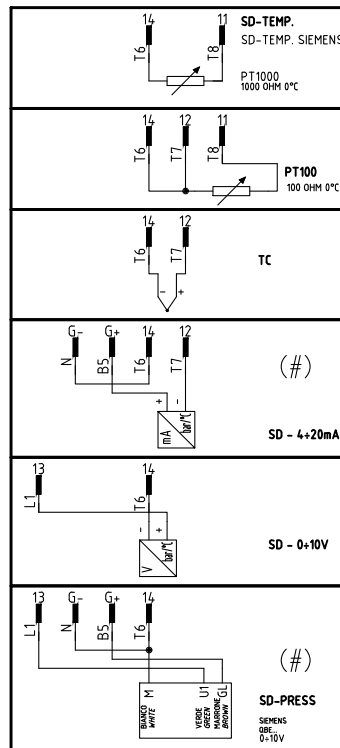 14 11 SD-TEMP.
SD-TEMP. SIEMENS
T6 T8
PT1000
1000 OHM 0°C
14 12 11
T6 T7 T8
PT100
100 OHM 0°C
14 12
T6 T7
TC
- +
G- G+ 14 12
N B5 T6 T7
(#)
+ -
mA bar/°C
SD - 4÷20mA
13 14
L1 T6
- +
V bar/°C
SD - 0÷10V
13 G- G+ 14
L1 N B5 T6
(#)
M U1 GL
BIANCO
WHITE
VERDE
GREEN
MARRONE
BROWN
SD-PRESS
SIEMENS
QBE...
0÷10V